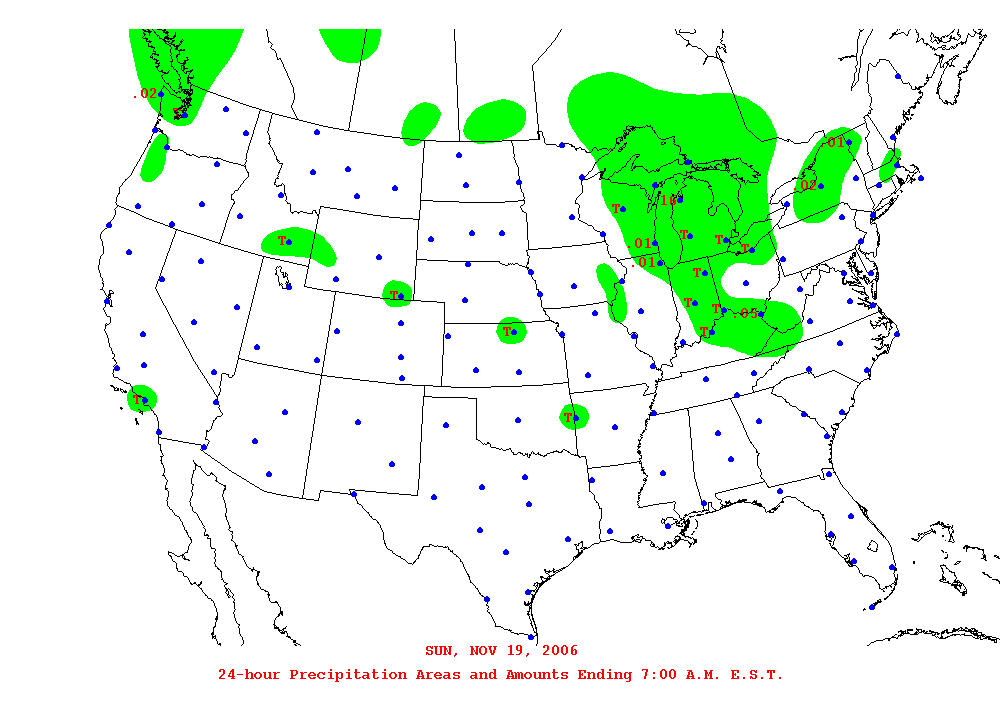 .02
T
.01
.02
.10
T
T
T
T
.01
.01
T
T
T
T
T
.05
T
T
T
T
SUN, NOV 19, 2006
24-hour Precipitation Areas and Amounts Ending 7:00 A.M. E.S.T.